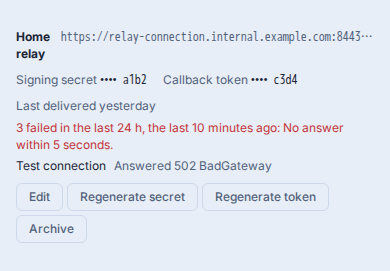 Home relay https://relay-connection.internal.example.com:8443…
Signing secret •••• a1b2 Callback token •••• c3d4
Last delivered yesterday
3 failed in the last 24 h, the last 10 minutes ago: No answer
within 5 seconds.
Test connection Answered 502 BadGateway
Edit Regenerate secret Regenerate token
Archive